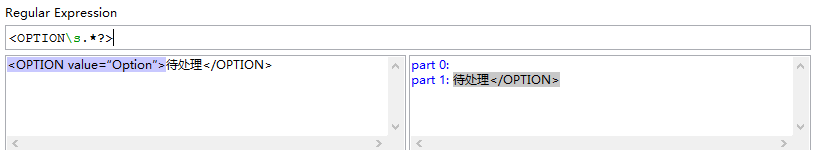 Regular Expression
<OPTION\s.*?>
<OPTION value=“Option”>待处理</OPTION>
part 0:
part 1: 待处理</OPTION>